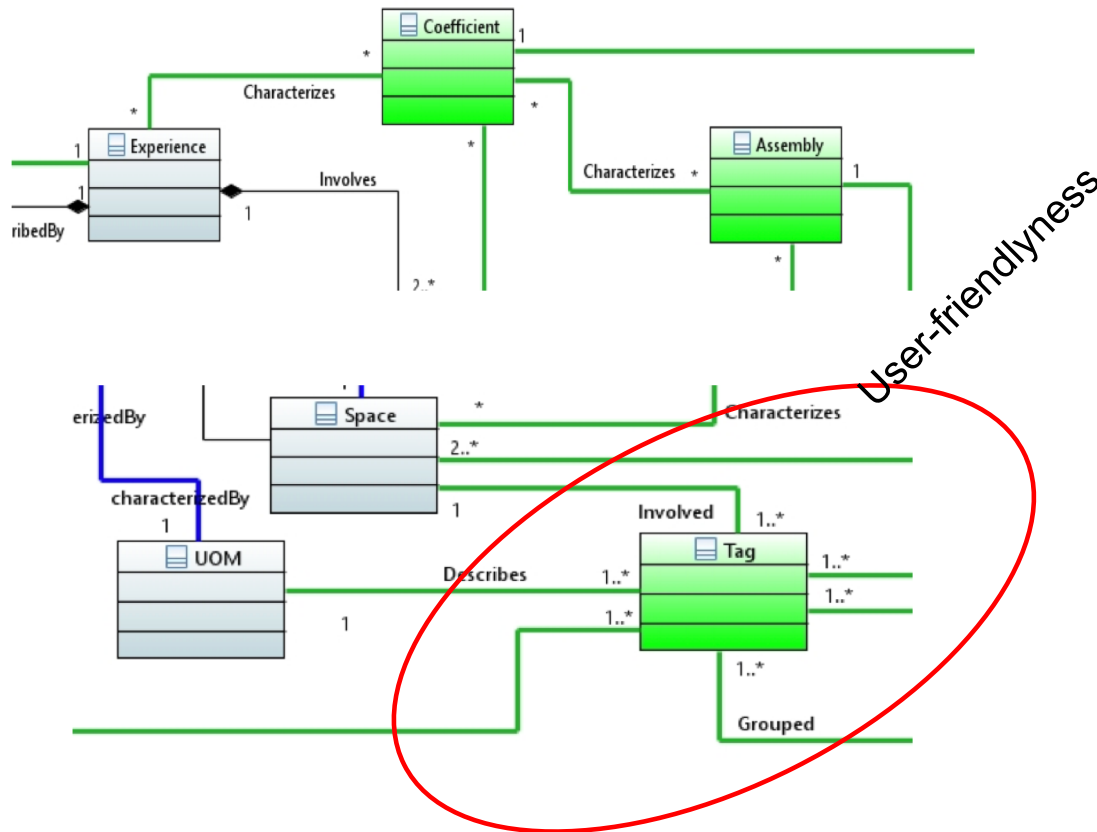 Coefficient
1
*
Characterizes
*
*
*
Experience
1
1
ribedBy
Involves
1
2..*
Characterizes
*
Assembly
1
*
User-friendlyness
erizedBy
Space
*
Characterizes
2..*
characterizedBy
1
1
Involved
1..*
UOM
Tag
Describes
1..*
1..*
1..*
1
1..*
1..*
Grouped